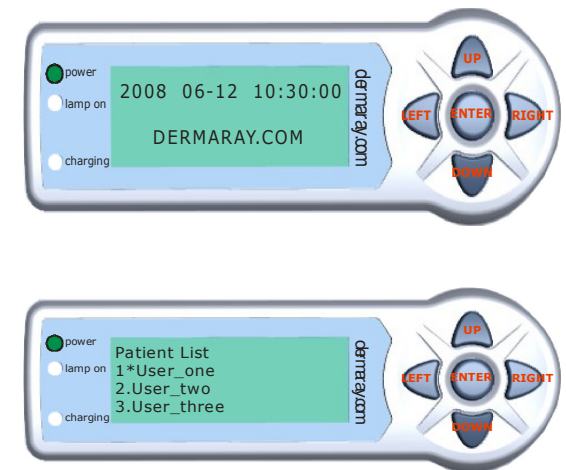 power
lamp on
charging
2008 06-12 10:30:00
DERMARAY.COM
dermaray.com
UP
LEFT
ENTER
RIGHT
DOWN
power
lamp on
charging
Patient List
1*User_one
2.User_two
3.User_three
dermaray.com
UP
LEFT
ENTER
RIGHT
DOWN